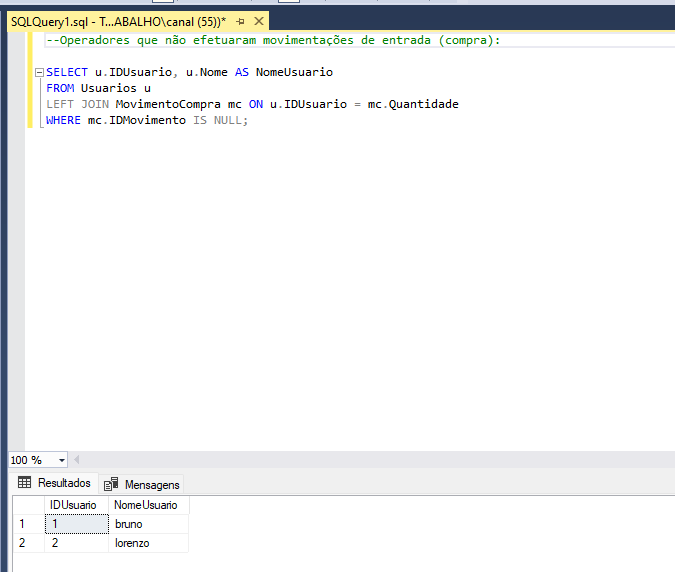 SQLQuery1.sql - T...ABALHO\canal (55))*
--Operadores que não efetuaram movimentações de entrada (compra):
SELECT u.IDUsuario, u.Nome AS NomeUsuario
FROM Usuarios u
LEFT JOIN MovimentoCompra mc ON u.IDUsuario = mc.Quantidade
WHERE mc.IDMovimento IS NULL;
100 %
Resultados Mensagens
IDUsuario NomeUsuario
1 1 bruno
2 2 lorenzo